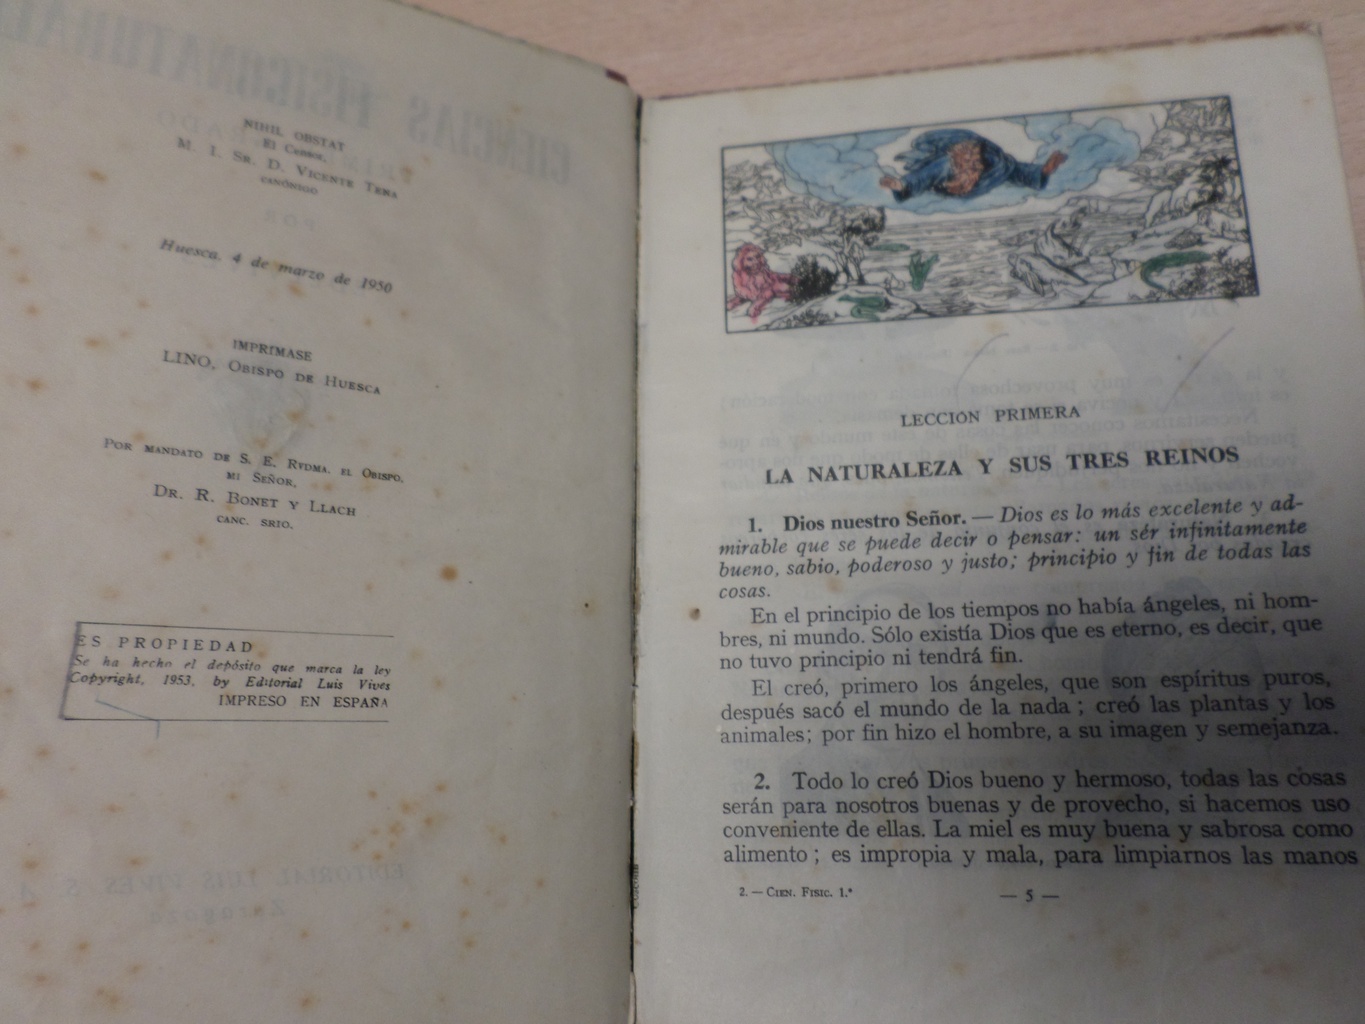 NIHIL OBSTAT
El Censor,
M. I. Sr. D. Vicente Tena
canónigo
Huesca, 4 de marzo de 1950
IMPRIMASE
LINO, Obispo de Huesca
Por mandato de S. E. Rvdma. el Obispo,
mi Señor,
Dr. R. Bonet y Llach
canc. srio.
ES PROPIEDAD
Se ha hecho el depósito que marca la ley
Copyright, 1953, by Editorial Luis Vives
IMPRESO EN ESPAÑA
LECCION PRIMERA
LA NATURALEZA Y SUS TRES REINOS
1. Dios nuestro Señor. — Dios es lo más excelente y ad-
mirable que se puede decir o pensar: un sér infinitamente
bueno, sabio, poderoso y justo; principio y fin de todas las
cosas.
En el principio de los tiempos no había ángeles, ni hom-
bres, ni mundo. Sólo existía Dios que es eterno, es decir, que
no tuvo principio ni tendrá fin.
El creó, primero los ángeles, que son espíritus puros,
después sacó el mundo de la nada; creó las plantas y los
animales; por fin hizo el hombre, a su imagen y semejanza.
2. Todo lo creó Dios bueno y hermoso, todas las cosas
serán para nosotros buenas y de provecho, si hacemos uso
conveniente de ellas. La miel es muy buena y sabrosa como
alimento; es impropia y mala, para limpiarnos las manos
2. — Cien. Fisic. 1.º
— 5 —